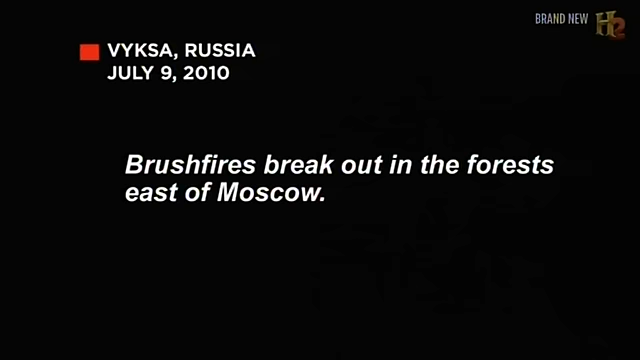 BRAND NEW H2
VYKSA, RUSSIA
JULY 9, 2010
Brushfires break out in the forests
east of Moscow.